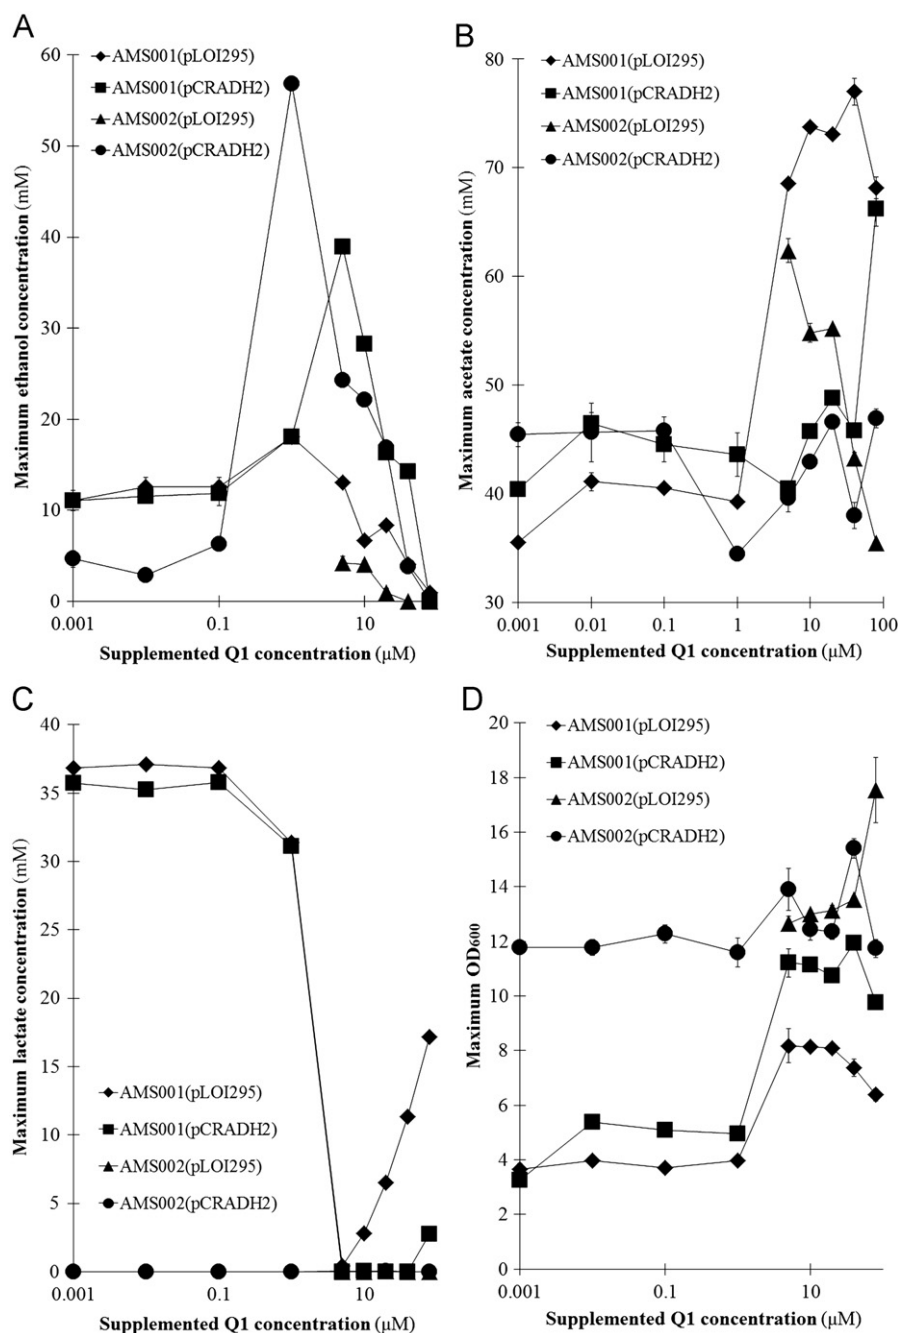 A
AMS001(pLOI295)
AMS001(pCRADH2)
AMS002(pLOI295)
AMS002(pCRADH2)
Maximum ethanol concentration (mM)
60
50
40
30
20
10
0
0.001
0.1
10
Supplemented Q1 concentration (μM)
B
AMS001(pLOI295)
AMS001(pCRADH2)
AMS002(pLOI295)
AMS002(pCRADH2)
Maximum acetate concentration (mM)
80
70
60
50
40
30
0.001
0.01
0.1
1
10
100
Supplemented Q1 concentration (μM)
C
Maximum lactate concentration (mM)
40
35
30
25
20
15
10
5
0
AMS001(pLOI295)
AMS001(pCRADH2)
AMS002(pLOI295)
AMS002(pCRADH2)
0.001
0.1
10
Supplemented Q1 concentration (μM)
D
AMS001(pLOI295)
AMS001(pCRADH2)
AMS002(pLOI295)
AMS002(pCRADH2)
Maximum OD600
20
18
16
14
12
10
8
6
4
2
0
0.001
0.1
10
Supplemented Q1 concentration (μM)